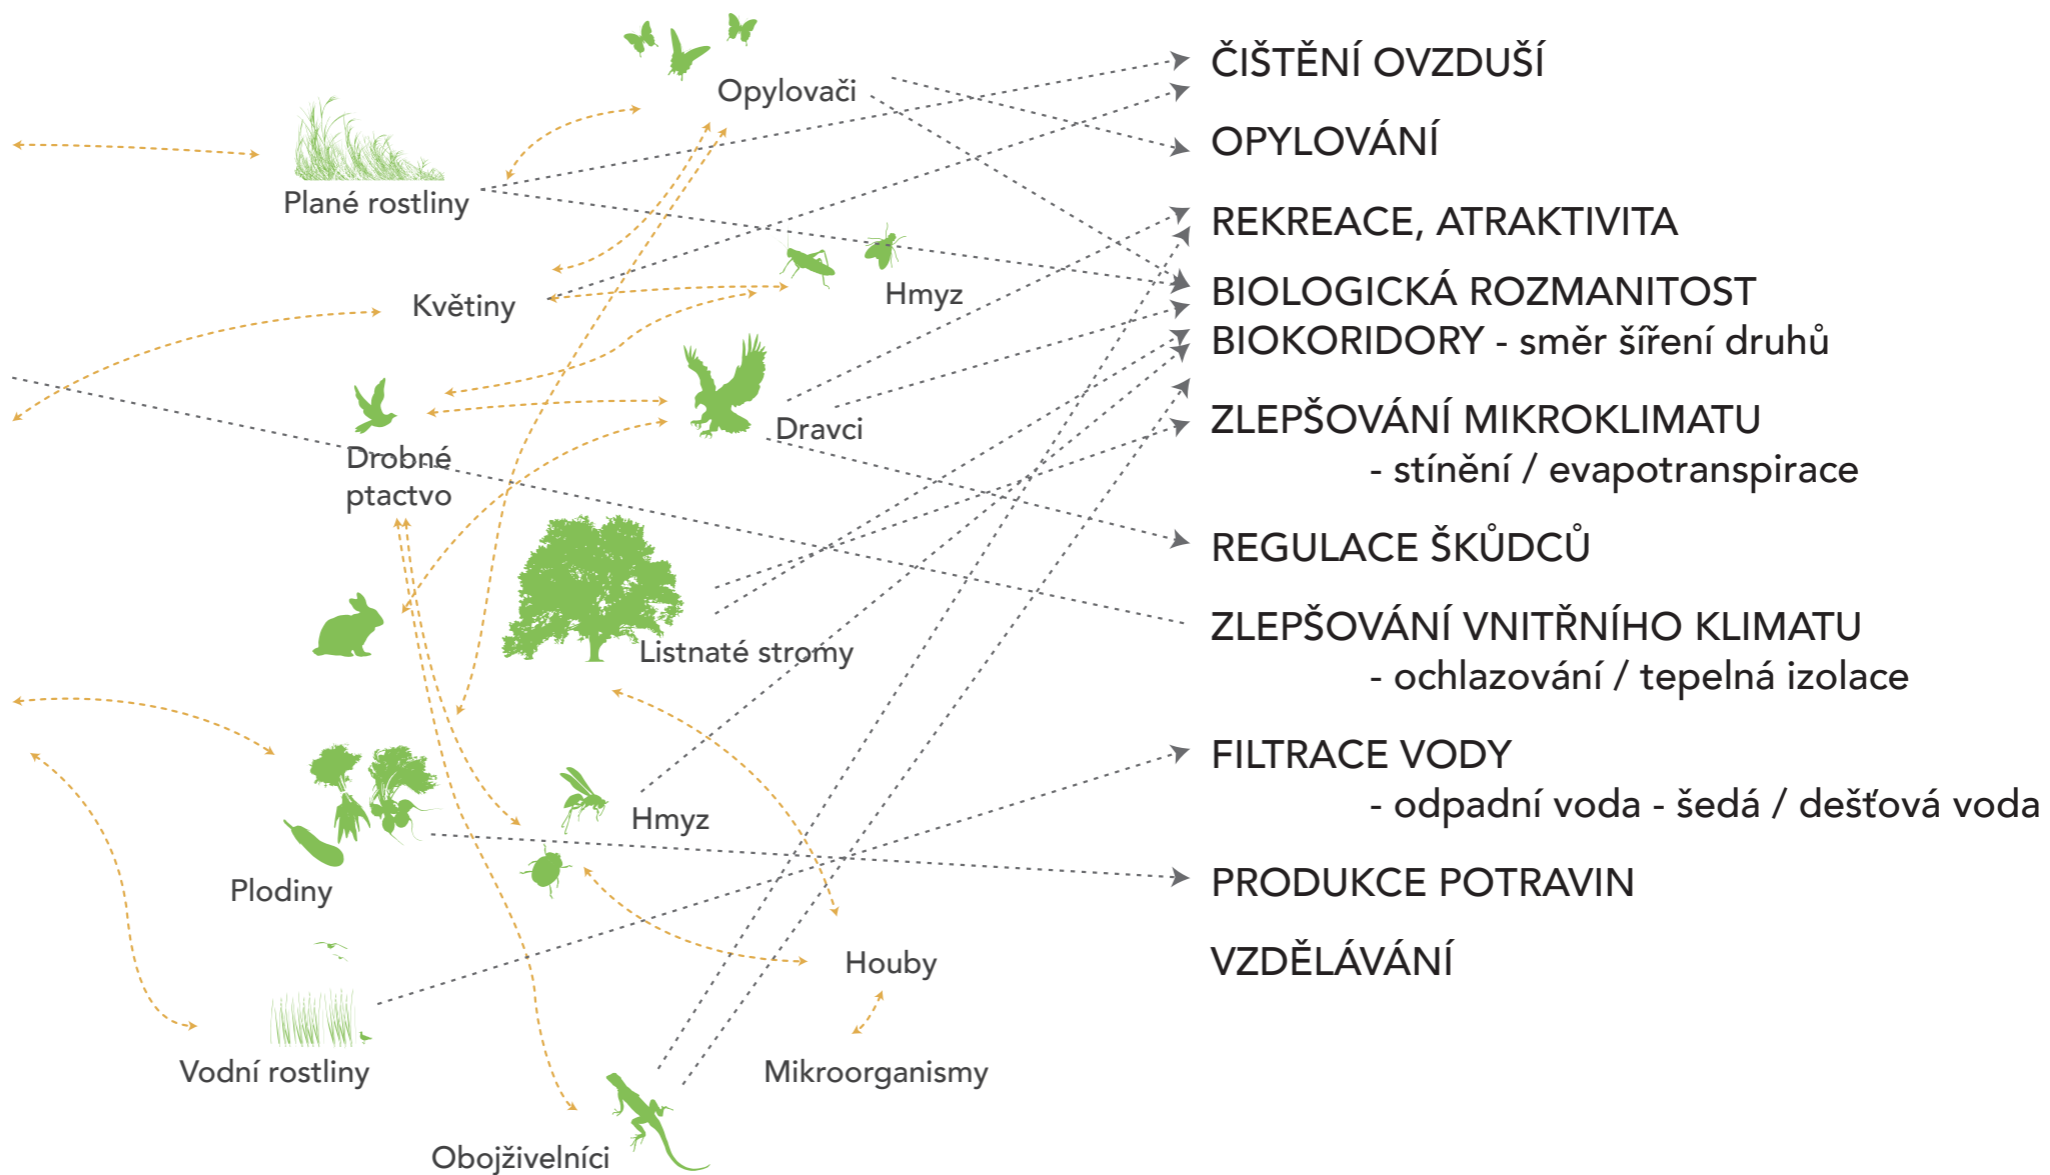 Opylovači
Plané rostliny
Květiny
Hmyz
Dravci
Drobné
ptactvo
Listnaté stromy
Hmyz
Plodiny
Houby
Vodní rostliny
Mikroorganismy
Obojživelníci
ČIŠTĚNÍ OVZDUŠÍ
OPYLOVÁNÍ
REKREACE, ATRAKTIVITA
BIOLOGICKÁ ROZMANITOST
BIOKORIDORY - směr šíření druhů
ZLEPŠOVÁNÍ MIKROKLIMATU
- stínění / evapotranspirace
REGULACE ŠKŮDCŮ
ZLEPŠOVÁNÍ VNITŘNÍHO KLIMATU
- ochlazování / tepelná izolace
FILTRACE VODY
- odpadní voda - šedá / dešťová voda
PRODUKCE POTRAVIN
VZDĚLÁVÁNÍ